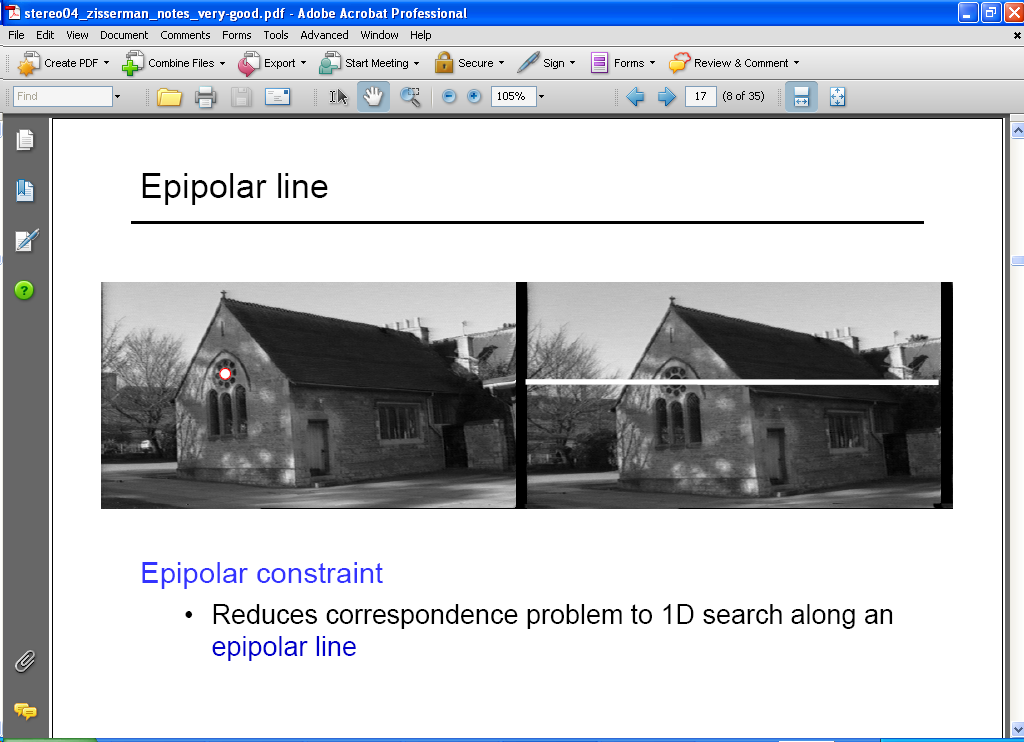 stereo04_zisserman_notes_very-good.pdf - Adobe Acrobat Professional
File Edit View Document Comments Forms Tools Advanced Window Help
Create PDF Combine Files Export Start Meeting Secure Sign Forms Review & Comment
Find 105% 17 (8 of 35)
Epipolar line
Epipolar constraint
• Reduces correspondence problem to 1D search along an
epipolar line